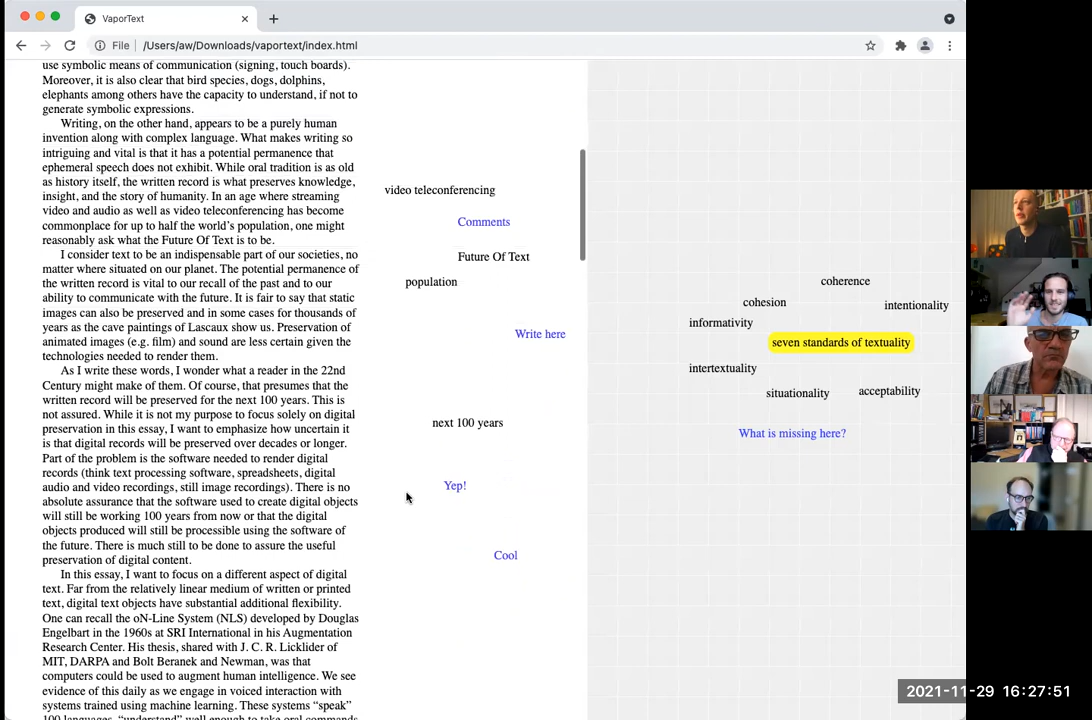 VaporText
File
/Users/aw/Downloads/vaportext/index.html
use symbolic means of communication (signing, touch boards).
Moreover, it is also clear that bird species, dogs, dolphins,
elephants among others have the capacity to understand, if not to
generate symbolic expressions.
Writing, on the other hand, appears to be a purely human
invention along with complex language. What makes writing so
intriguing and vital is that it has a potential permanence that
ephemeral speech does not exhibit. While oral tradition is as old
as history itself, the written record is what preserves knowledge,
insight, and the story of humanity. In an age where streaming
video and audio as well as video teleconferencing has become
commonplace for up to half the world's population, one might
reasonably ask what the Future Of Text is to be.
I consider text to be an indispensable part of our societies, no
matter where situated on our planet. The potential permanence of
the written record is vital to our recall of the past and to our
ability to communicate with the future. It is fair to say that static
images can also be preserved and in some cases for thousands of
years as the cave paintings of Lascaux show us. Preservation of
animated images (e.g. film) and sound are less certain given the
technologies needed to render them.
As I write these words, I wonder what a reader in the 22nd
Century might make of them. Of course, that presumes that the
written record will be preserved for the next 100 years. This is
not assured. While it is not my purpose to focus solely on digital
preservation in this essay, I want to emphasize how uncertain it
is that digital records will be preserved over decades or longer.
Part of the problem is the software needed to render digital
records (think text processing software, spreadsheets, digital
audio and video recordings, still image recordings). There is no
absolute assurance that the software used to create digital objects
will still be working 100 years from now or that the digital
objects produced will still be processible using the software of
the future. There is much still to be done to assure the useful
preservation of digital content.
In this essay, I want to focus on a different aspect of digital
text. Far from the relatively linear medium of written or printed
text, digital text objects have substantial additional flexibility.
One can recall the oN-Line System (NLS) developed by Douglas
Engelbart in the 1960s at SRI International in his Augmentation
Research Center. His thesis, shared with J. C. R. Licklider of
MIT, DARPA and Bolt Beranek and Newman, was that
computers could be used to augment human intelligence. We see
evidence of this daily as we engage in voiced interaction with
systems trained using machine learning. These systems "speak"
100 languages, "understand" well enough to take oral commands
video teleconferencing
Comments
Future Of Text
population
Write here
next 100 years
Yep!
Cool
coherence
cohesion
intentionality
informativity
seven standards of textuality
intertextuality
situationality
acceptability
What is missing here?
2021-11-29 16:27:51